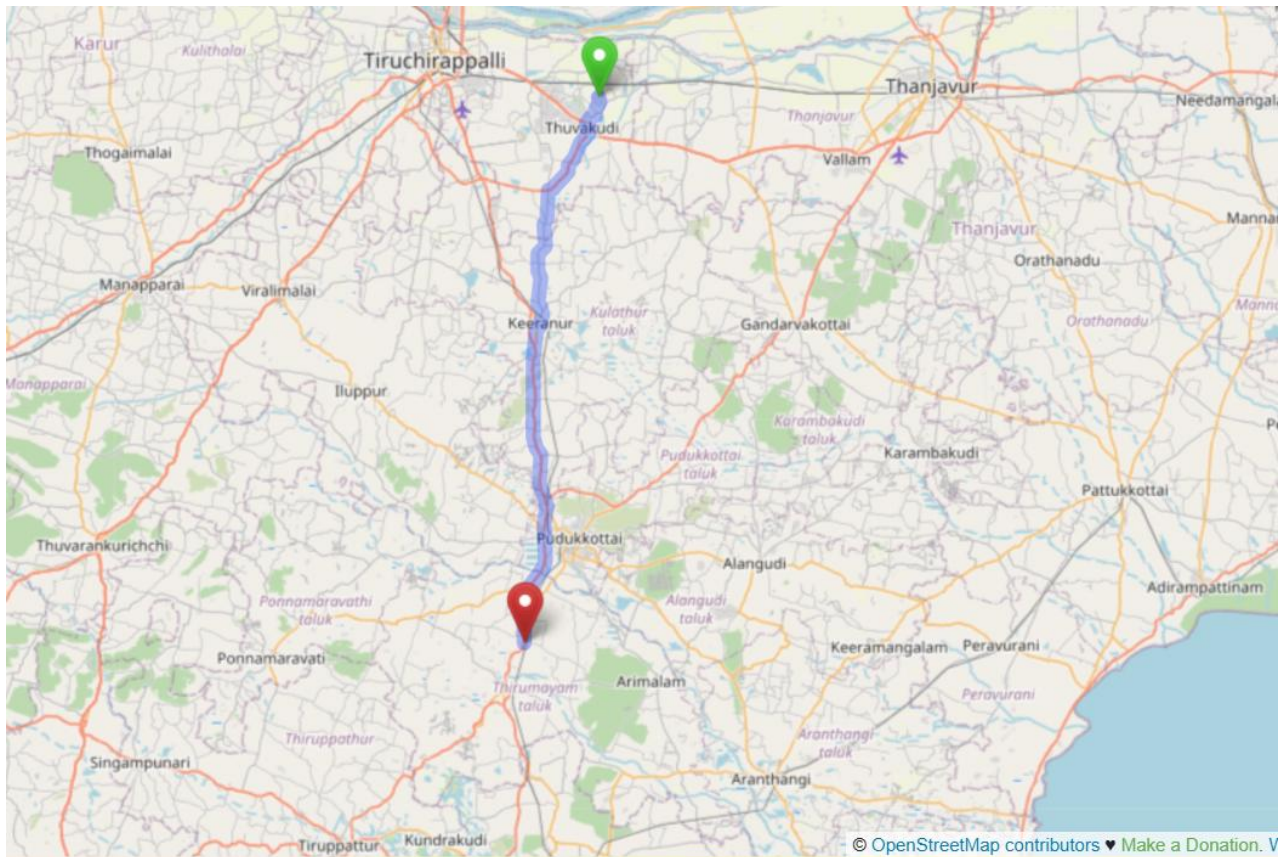 Karur
Kulithalai
Tiruchirappalli
Thanjavur
Needamangala
Thuvakudi
Thanjavur
Thogaimalai
Vallam
Mannar
Thanjavur
Orathanadu
Manapparai
Viralimalai
Kulathur
taluk
Keeranur
Gandarvakottai
Orathanadu
Manapparai
Iluppur
Karambakudi
taluk
Pudukkottai
taluk
Karambakudi
Pattukkottai
Thuvarankurichchi
Pudukkottai
Alangudi
Adirampattinam
Ponnamaravathi
taluk
Alangudi
taluk
Ponnamaravati
Keeramangalam
Peravurani
Arimalam
Thirumayam
taluk
Peravurani
Thiruppathur
Aranthangi
taluk
Singampunari
Aranthangi
Tiruppattur
Kundrakudi
© OpenStreetMap contributors ♥ Make a Donation. W